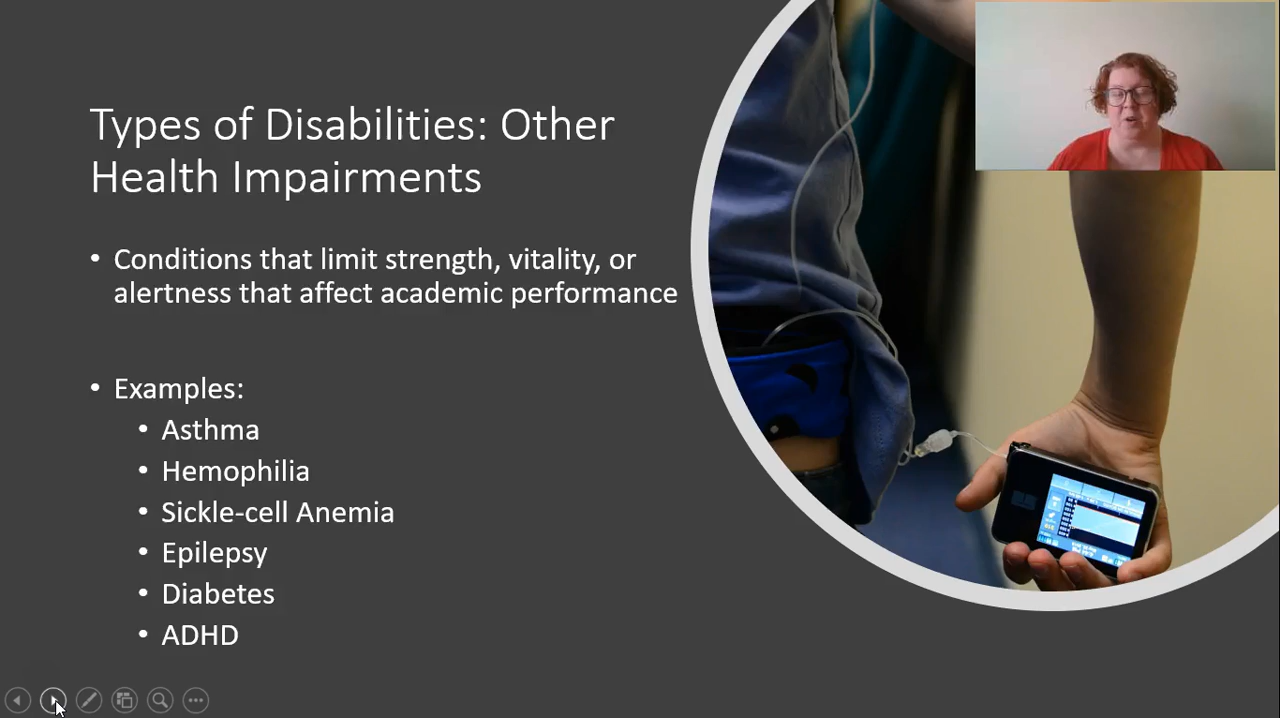 Types of Disabilities: Other
Health Impairments
• Conditions that limit strength, vitality, or
alertness that affect academic performance
• Examples:
• Asthma
• Hemophilia
• Sickle-cell Anemia
• Epilepsy
• Diabetes
• ADHD